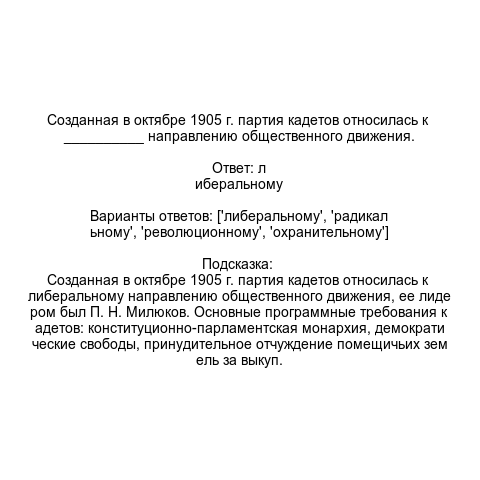 Созданная в октябре 1905 г. партия кадетов относилась к
__________ направлению общественного движения.
Ответ: л
иберальному
Варианты ответов: ['либеральному', 'радикал
ьному', 'революционному', 'охранительному']
Подсказка:
Созданная в октябре 1905 г. партия кадетов относилась к
либеральному направлению общественного движения, ее лиде
ром был П. Н. Милюков. Основные программные требования к
адетов: конституционно-парламентская монархия, демократи
ческие свободы, принудительное отчуждение помещичьих зем
ель за выкуп.